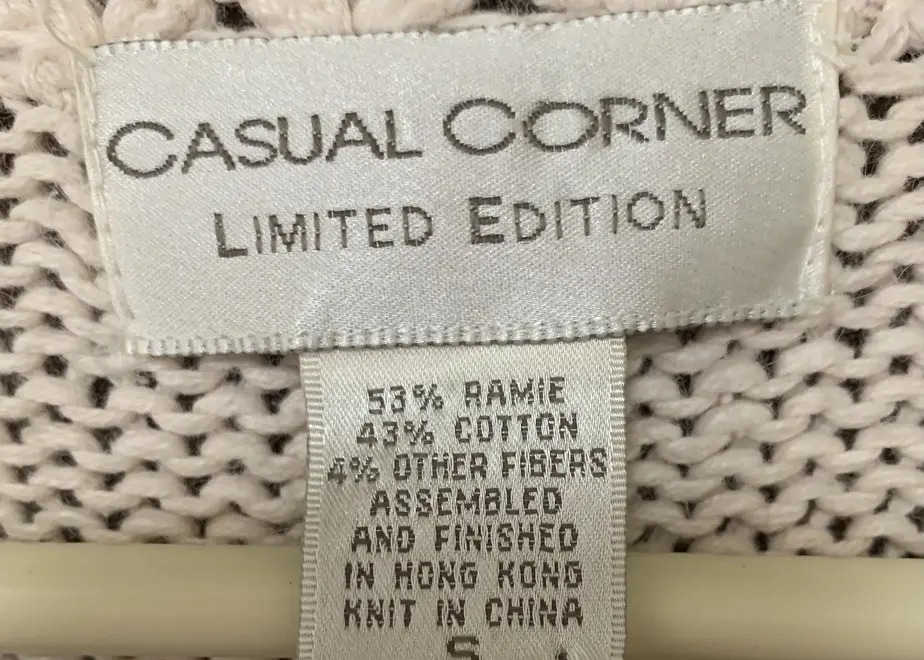 CASUAL CORNER
LIMITED EDITION
53% RAMIE
43% COTTON
4% OTHER FIBERS
ASSEMBLED
AND FINISHED
IN HONG KONG
KNIT IN CHINA
S